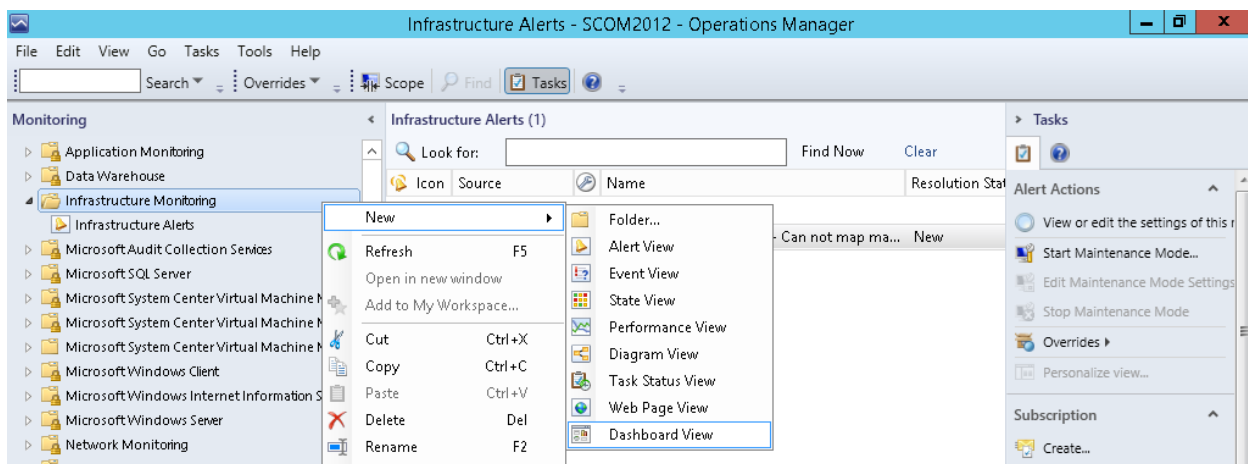 Infrastructure Alerts - SCOM2012 - Operations Manager
File Edit View Go Tasks Tools Help
Search Overrides Scope Find Tasks
Monitoring
Application Monitoring
Data Warehouse
Infrastructure Monitoring
Infrastructure Alerts
Microsoft Audit Collection Services
Microsoft SQL Server
Microsoft System Center Virtual Machine
Microsoft System Center Virtual Machine
Microsoft System Center Virtual Machine
Microsoft Windows Client
Microsoft Windows Internet Information S
Microsoft Windows Server
Network Monitoring
Infrastructure Alerts (1)
Look for: Find Now Clear
Icon Source Name Resolution Stat
- Can not map ma... New
New
Refresh F5
Open in new window
Add to My Workspace...
Cut Ctrl+X
Copy Ctrl+C
Paste Ctrl+V
Delete Del
Rename F2
Folder...
Alert View
Event View
State View
Performance View
Diagram View
Task Status View
Web Page View
Dashboard View
Tasks
Alert Actions
View or edit the settings of this r
Start Maintenance Mode...
Edit Maintenance Mode Settings
Stop Maintenance Mode
Overrides
Personalize view...
Subscription
Create...